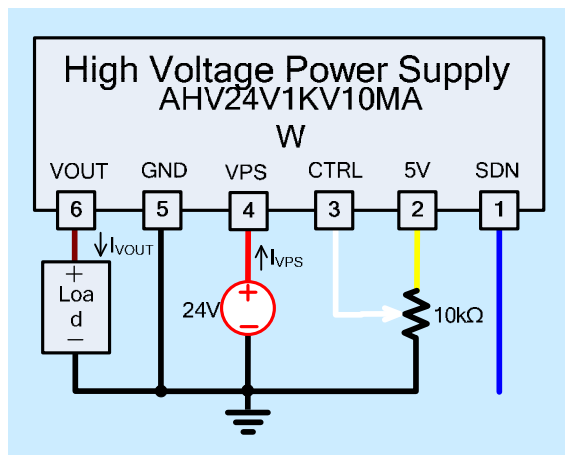 High Voltage Power Supply
AHV24V1KV10MA
W
VOUT GND VPS CTRL 5V SDN
6 5 4 3 2 1
IVOUT
IVPS
+
Loa
d
−
24V
+
−
10kΩ